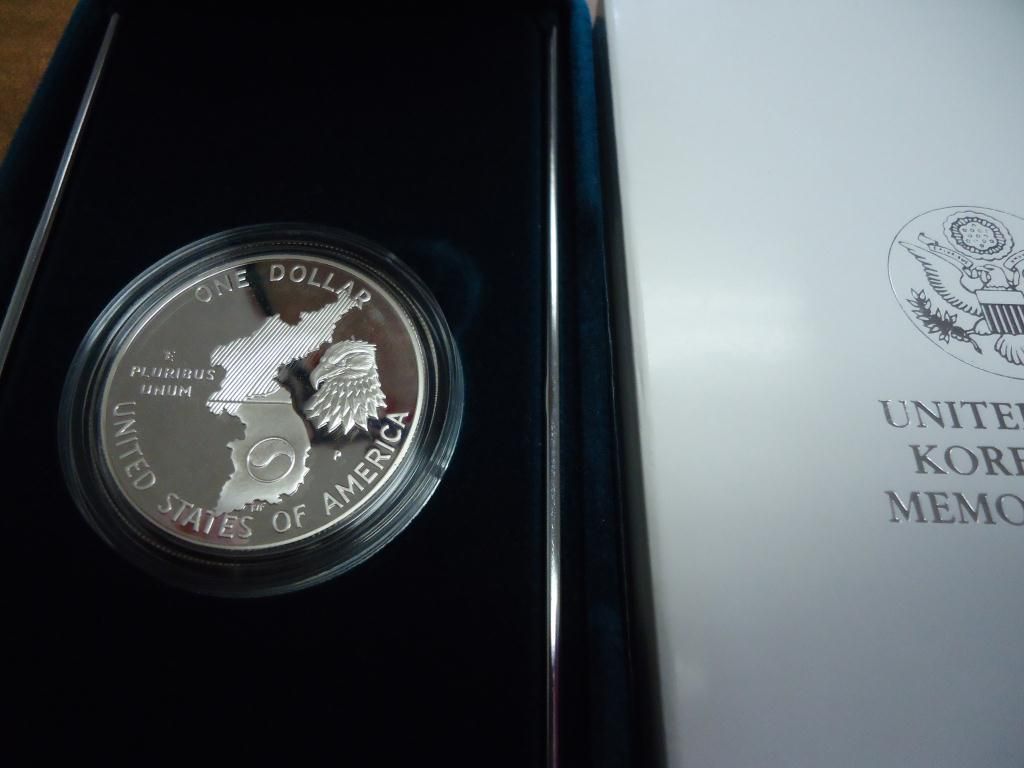 ONE DOLLAR
E
PLURIBUS
UNUM
P
UNITED STATES OF AMERICA
UNITE
KORE
MEMO